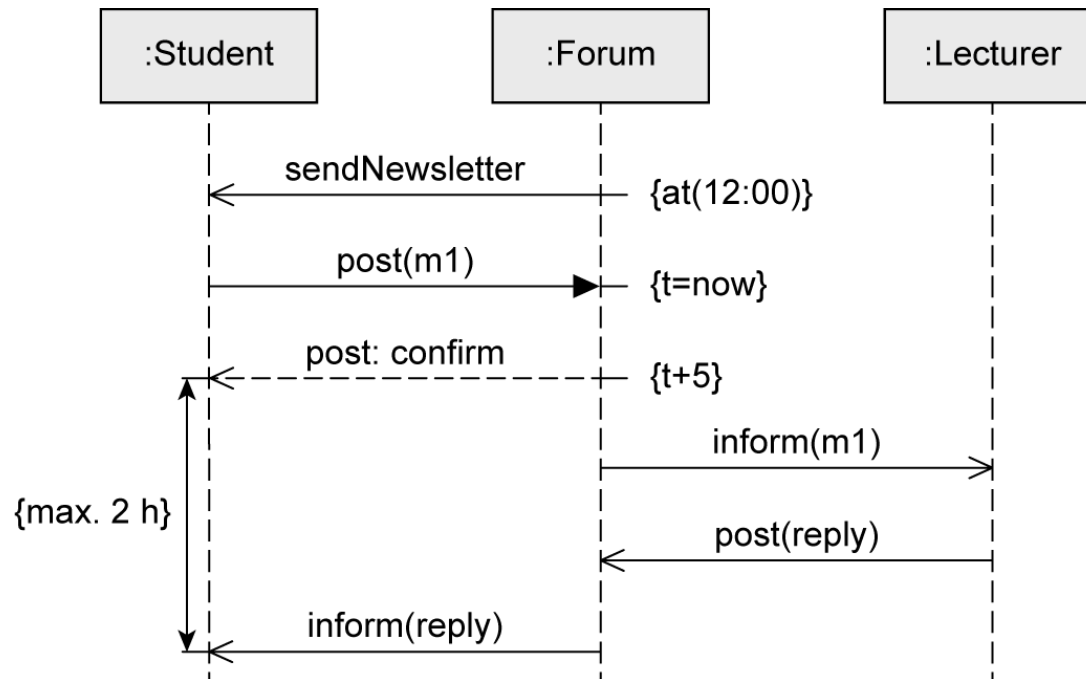 :Student
:Forum
:Lecturer
sendNewsletter
{at(12:00)}
post(m1)
{t=now}
post: confirm
{t+5}
inform(m1)
{max. 2 h}
post(reply)
inform(reply)